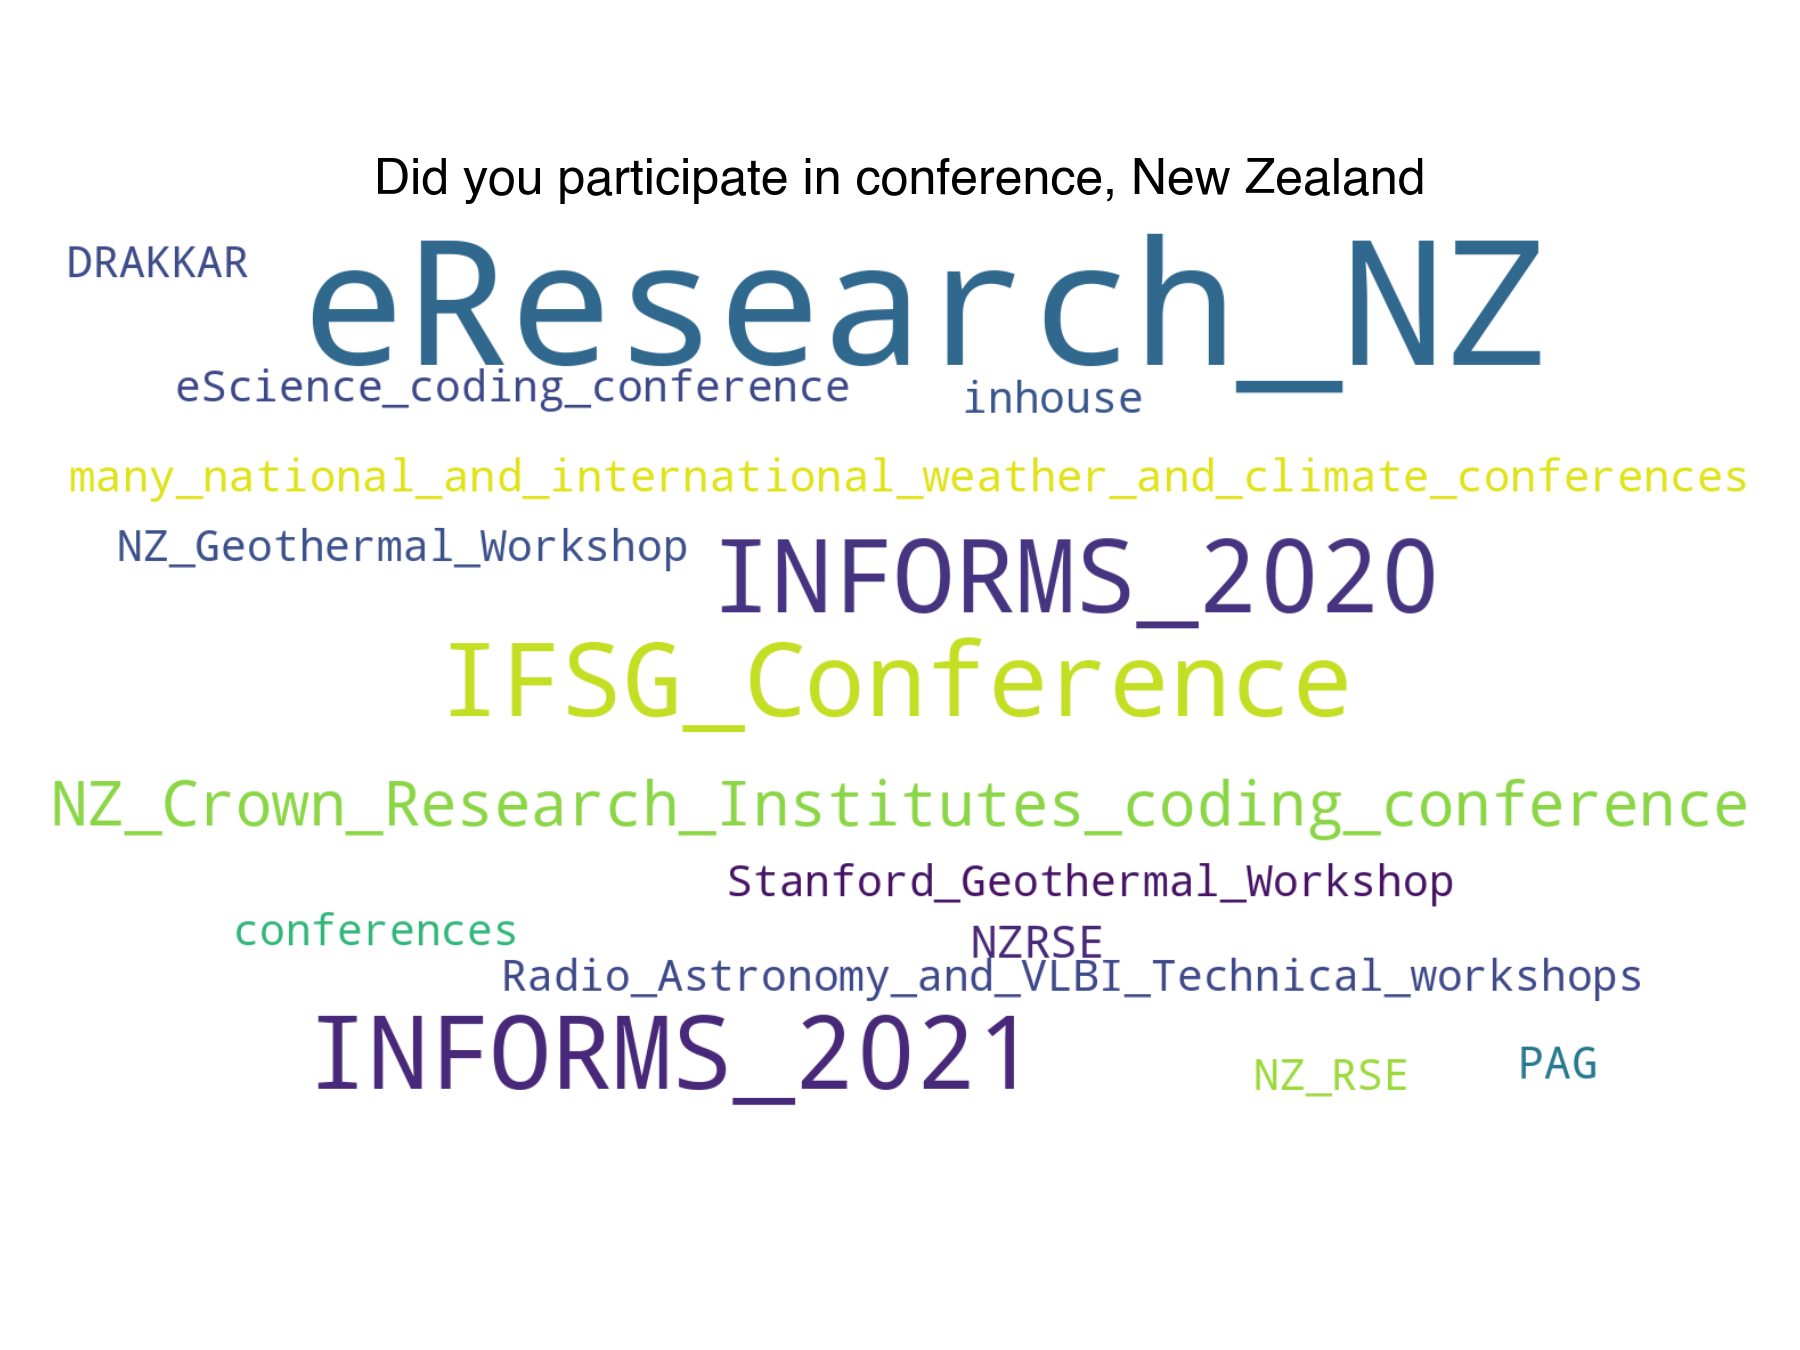 Did you participate in conference, New Zealand
DRAKKAR
eResearch_NZ
eScience_coding_conference
inhouse
many_national_and_international_weather_and_climate_conferences
NZ_Geothermal_Workshop
INFORMS_2020
IFSG_Conference
NZ_Crown_Research_Institutes_coding_conference
Stanford_Geothermal_Workshop
conferences
NZRSE
Radio_Astronomy_and_VLBI_Technical_workshops
INFORMS_2021
NZ_RSE
PAG